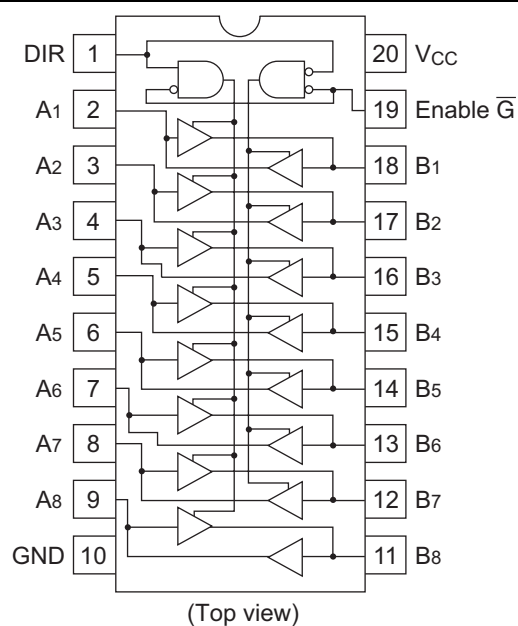 DIR 1 20 VCC
A1 2 19 Enable G̅
A2 3 18 B1
A3 4 17 B2
A4 5 16 B3
A5 6 15 B4
A6 7 14 B5
A7 8 13 B6
A8 9 12 B7
GND 10 11 B8
(Top view)